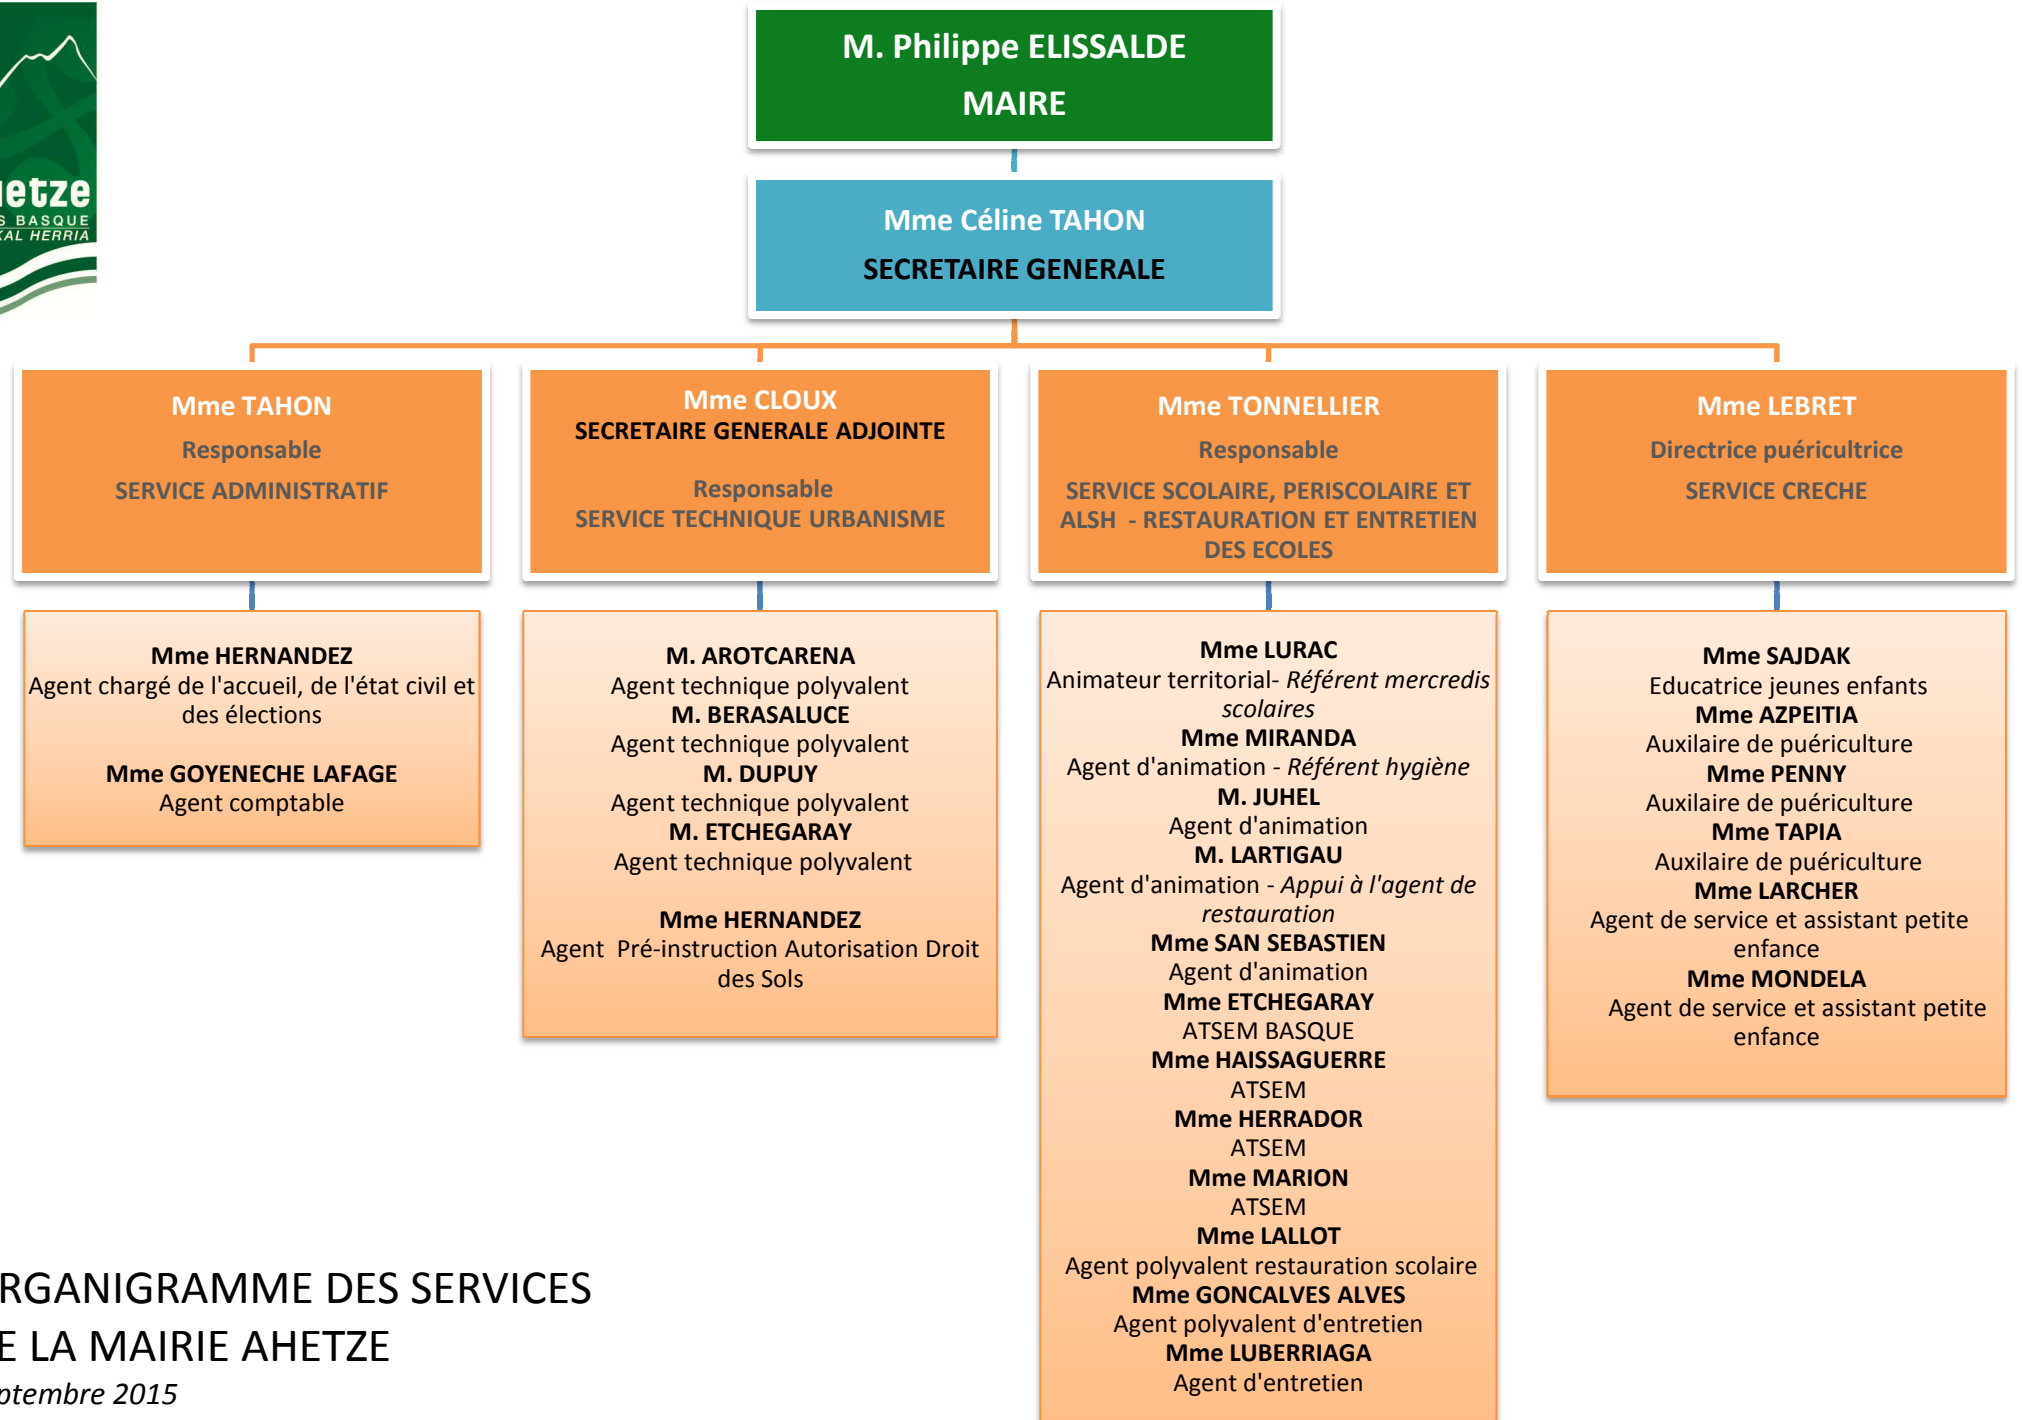 M. Philippe ELISSALDE
MAIRE
Mme Céline TAHON
SECRETAIRE GENERALE
Mme TAHON
Responsable
SERVICE ADMINISTRATIF
Mme CLOUX
SECRETAIRE GENERALE ADJOINTE
Responsable
SERVICE TECHNIQUE URBANISME
Mme TONNELLIER
Responsable
SERVICE SCOLAIRE, PERISCOLAIRE ET
ALSH - RESTAURATION ET ENTRETIEN
DES ECOLES
Mme LEBRET
Directrice puéricultrice
SERVICE CRECHE
Mme HERNANDEZ
Agent chargé de l'accueil, de l'état civil et
des élections
Mme GOYENECHE LAFAGE
Agent comptable
M. AROTCARENA
Agent technique polyvalent
M. BERASALUCE
Agent technique polyvalent
M. DUPUY
Agent technique polyvalent
M. ETCHEGARAY
Agent technique polyvalent
Mme HERNANDEZ
Agent Pré-instruction Autorisation Droit
des Sols
Mme LURAC
Animateur territorial- Référent mercredis
scolaires
Mme MIRANDA
Agent d'animation - Référent hygiène
M. JUHEL
Agent d'animation
M. LARTIGAU
Agent d'animation - Appui à l'agent de
restauration
Mme SAN SEBASTIEN
Agent d'animation
Mme ETCHEGARAY
ATSEM BASQUE
Mme HAISSAGUERRE
ATSEM
Mme HERRADOR
ATSEM
Mme MARION
ATSEM
Mme LALLOT
Agent polyvalent restauration scolaire
Mme GONCALVES ALVES
Agent polyvalent d'entretien
Mme LUBERRIAGA
Agent d'entretien
Mme SAJDAK
Educatrice jeunes enfants
Mme AZPEITIA
Auxilaire de puériculture
Mme PENNY
Auxilaire de puériculture
Mme TAPIA
Auxilaire de puériculture
Mme LARCHER
Agent de service et assistant petite
enfance
Mme MONDELA
Agent de service et assistant petite
enfance
RGANIGRAMME DES SERVICES
E LA MAIRIE AHETZE
ptembre 2015
etze
S BASQUE
KAL HERRIA